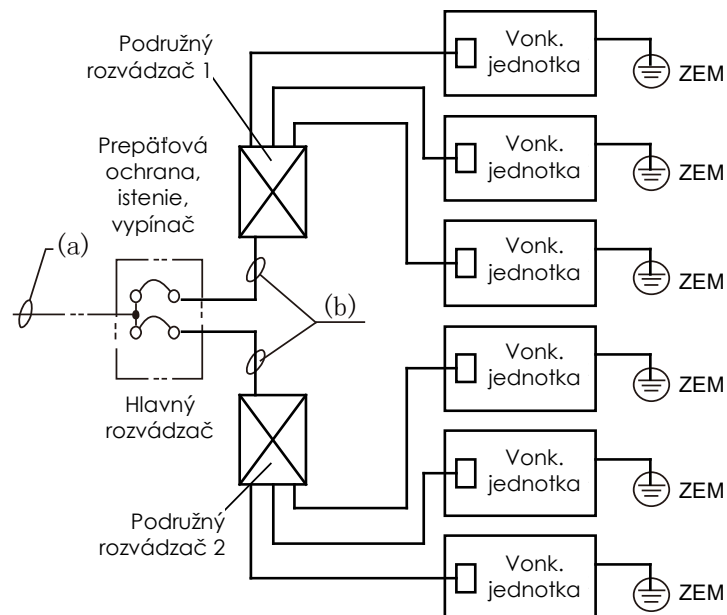 Podružný
rozvádzač 1
Prepäťová
ochrana,
istenie,
vypínač
(a)
(b)
Hlavný
rozvádzač
Podružný
rozvádzač 2
Vonk.
jednotka
ZEM
Vonk.
jednotka
ZEM
Vonk.
jednotka
ZEM
Vonk.
jednotka
ZEM
Vonk.
jednotka
ZEM
Vonk.
jednotka
ZEM